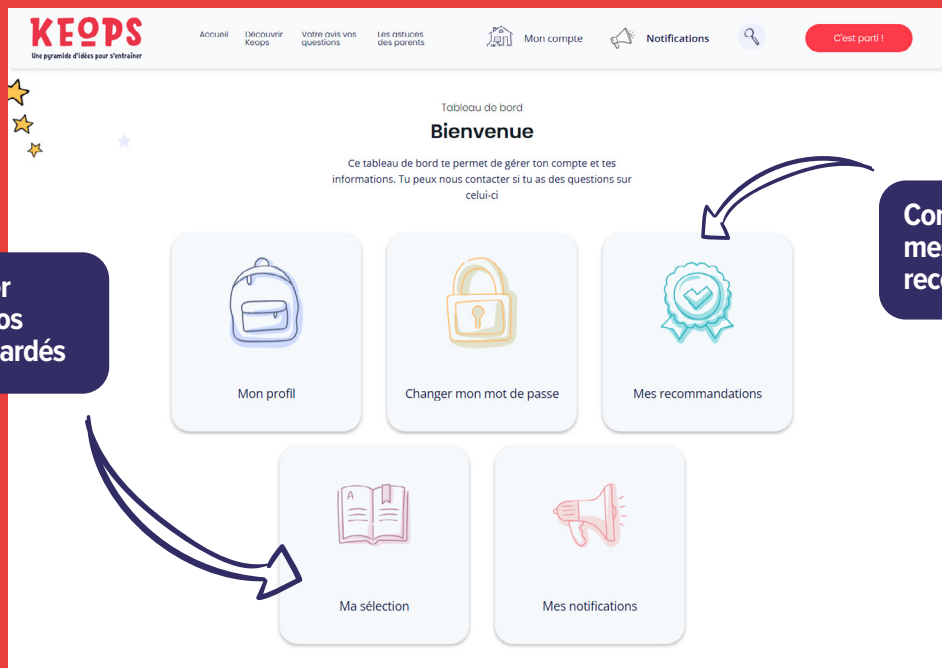 KEOPS
Une pyramide d'idées pour s'entraîner
Accueil
Découvrir
Keops
Votre avis vos
questions
Les astuces
des parents
Mon compte
Notifications
C'est parti !
Tableau de bord
Bienvenue
Ce tableau de bord te permet de gérer ton compte et tes
informations. Tu peux nous contacter si tu as des questions sur
celui-ci
Mon profil
Changer mon mot de passe
Mes recommandations
A
Ma sélection
Mes notifications